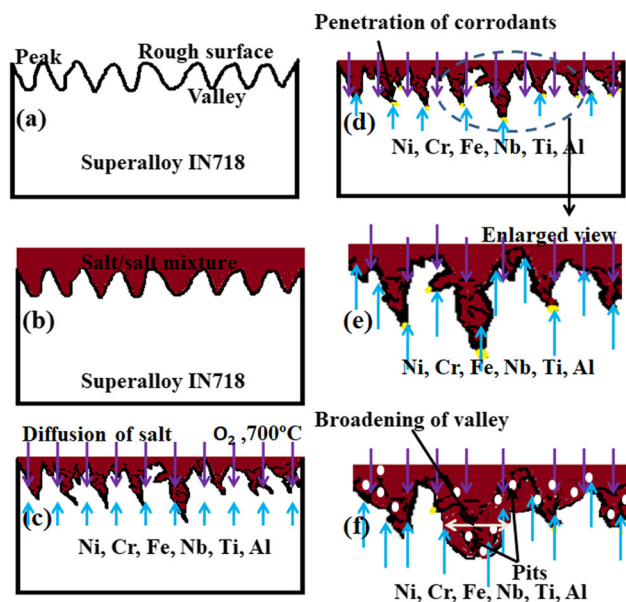 Peak
Rough surface
Valley
(a)
Superalloy IN718
Salt/salt mixture
(b)
Superalloy IN718
Diffusion of salt
O₂ ,700°C
(c)
Ni, Cr, Fe, Nb, Ti, Al
Penetration of corrodants
(d)
Ni, Cr, Fe, Nb, Ti, Al
Enlarged view
(e)
Ni, Cr, Fe, Nb, Ti, Al
Broadening of valley
(f)
Pits
Ni, Cr, Fe, Nb, Ti, Al